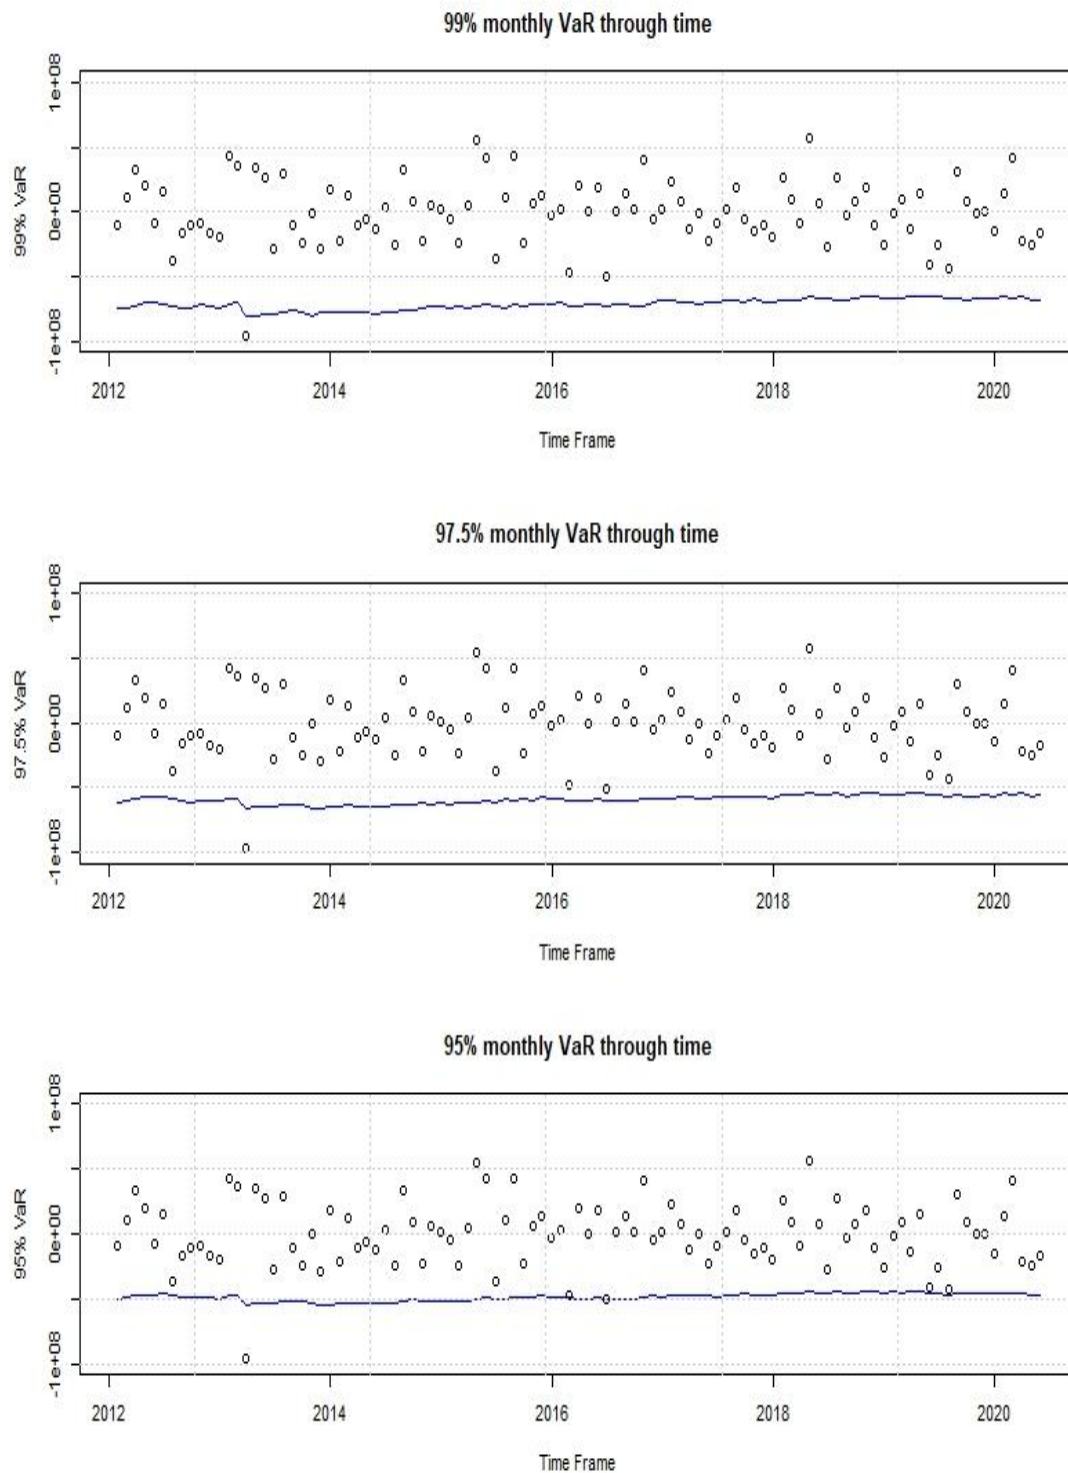 99% monthly VaR through time
1e+08
0e+00
-1e+08
99% VaR
2012 2014 2016 2018 2020
Time Frame
97.5% monthly VaR through time
1e+08
0e+00
-1e+08
97.5% VaR
2012 2014 2016 2018 2020
Time Frame
95% monthly VaR through time
1e+08
0e+00
-1e+08
95% VaR
2012 2014 2016 2018 2020
Time Frame